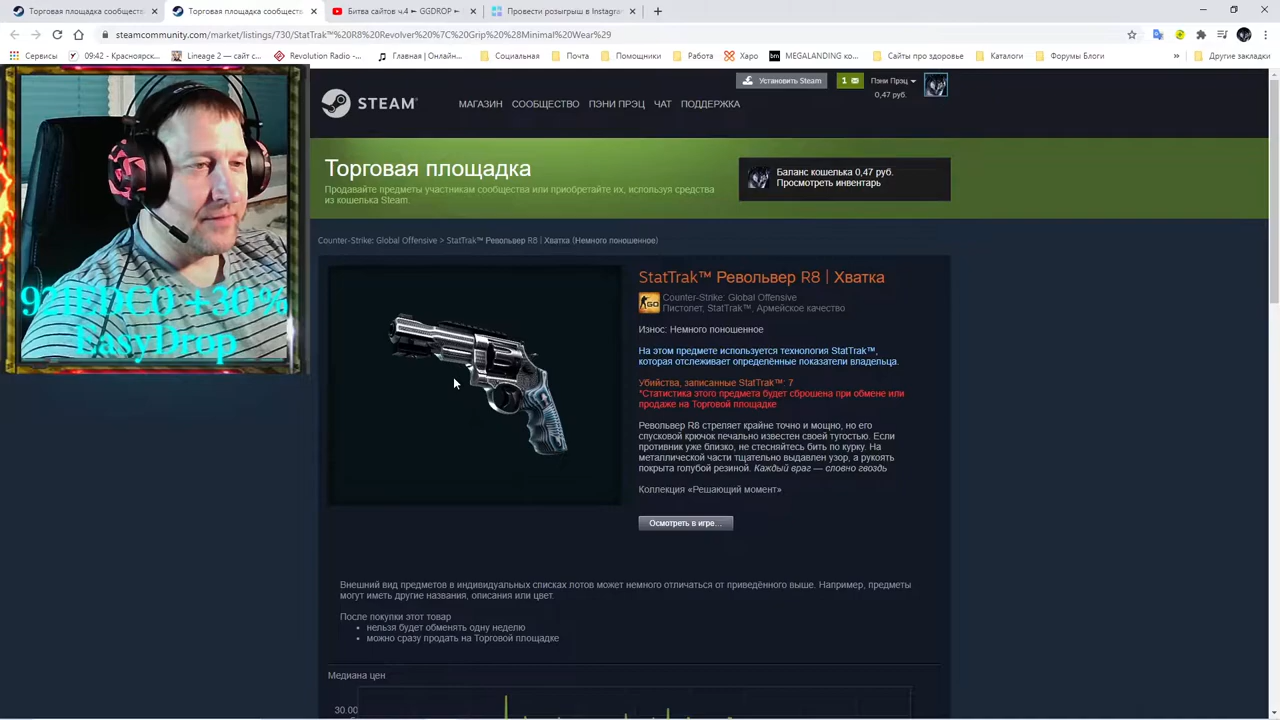 Торговая площадка сообщест
Торговая площадка сообщест
Битва сайтов ч.4 ► GGDROP ►
Провести розыгрыш в Instagra
steamcommunity.com/market/listings/730/StatTrak™%20R8%20Revolver%20%7C%20Grip%20%28Minimal%20Wear%29
Сервисы
09:42 - Красноярск...
Lineage 2 — сайт с...
Revolution Radio -...
Главная | Онлайн-...
Социальная
Почта
Помощники
Работа
Харо
MEGALANDING ко...
Сайты про здоров...
Каталоги
Форумы Блоги
Другие закладки
Установить Steam
1
Пэни Прэц
0,47 руб.
STEAM
МАГАЗИН СООБЩЕСТВО ПЭНИ ПРЭЦ ЧАТ ПОДДЕРЖКА
Торговая площадка
Продавайте предметы участникам сообщества или приобретайте их, используя средства
из кошелька Steam.
Баланс кошелька 0,47 руб.
Просмотреть инвентарь
Counter-Strike: Global Offensive > StatTrak™ Револьвер R8 | Хватка (Немного поношенное)
StatTrak™ Револьвер R8 | Хватка
Counter-Strike: Global Offensive
Пистолет, StatTrak™, Армейское качество
Износ: Немного поношенное
На этом предмете используется технология StatTrak™,
которая отслеживает определённые показатели владельца.
Убийства, записанные StatTrak™: 7
*Статистика этого предмета будет сброшена при обмене или
продаже на Торговой площадке
Револьвер R8 стреляет крайне точно и мощно, но его
спусковой крючок печально известен своей тугостью. Если
противник уже близко, не стесняйтесь бить по курку. На
металлической части тщательно выдавлен узор, а рукоять
покрыта голубой резиной. Каждый враг — словно гвоздь
Коллекция «Решающий момент»
Осмотреть в игре...
Внешний вид предметов в индивидуальных списках лотов может немного отличаться от приведённого выше. Например, предметы
могут иметь другие названия, описания или цвет.
После покупки этот товар
• нельзя будет обменять одну неделю
• можно сразу продать на Торговой площадке
Медиана цен
30.00
+30%
EasyDrop